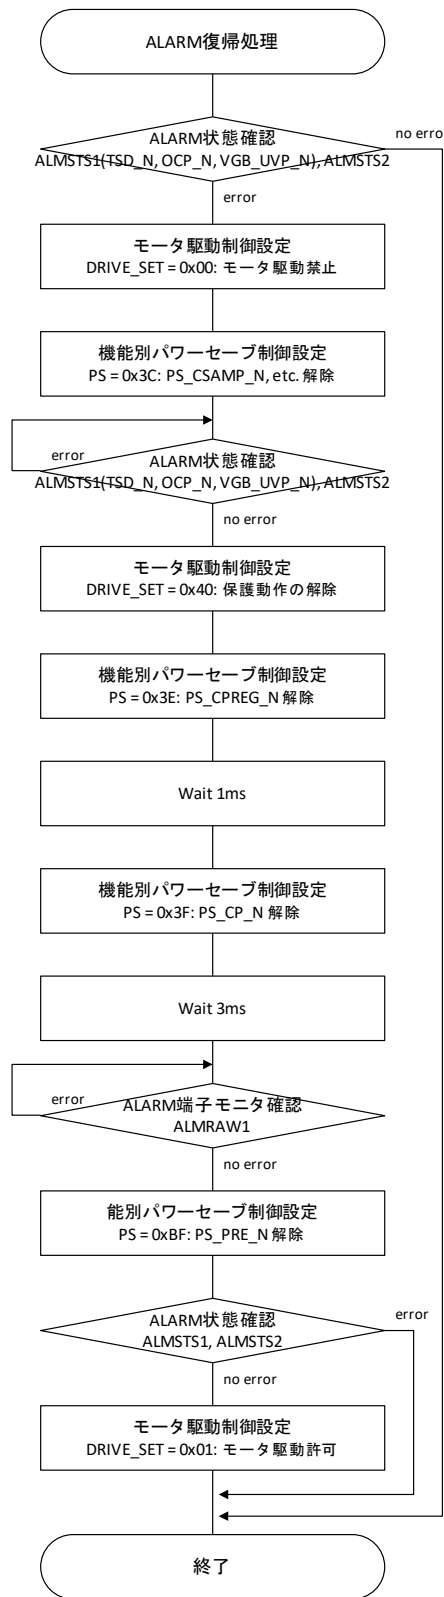 ALARM復帰処理
ALARM状態確認
ALMSTS1(TSD_N, OCP_N, VGB_UVP_N), ALMSTS2
no erro
error
モータ駆動制御設定
DRIVE_SET = 0x00: モータ駆動禁止
機能別パワーセーブ制御設定
PS = 0x3C: PS_CSAMP_N, etc. 解除
error
ALARM状態確認
ALMSTS1(TSD_N, OCP_N, VGB_UVP_N), ALMSTS2
no error
モータ駆動制御設定
DRIVE_SET = 0x40: 保護動作の解除
機能別パワーセーブ制御設定
PS = 0x3E: PS_CPREG_N 解除
Wait 1ms
機能別パワーセーブ制御設定
PS = 0x3F: PS_CP_N 解除
Wait 3ms
error
ALARM端子モニタ確認
ALMRAW1
no error
能別パワーセーブ制御設定
PS = 0xBF: PS_PRE_N 解除
ALARM状態確認
ALMSTS1, ALMSTS2
error
no error
モータ駆動制御設定
DRIVE_SET = 0x01: モータ駆動許可
終了